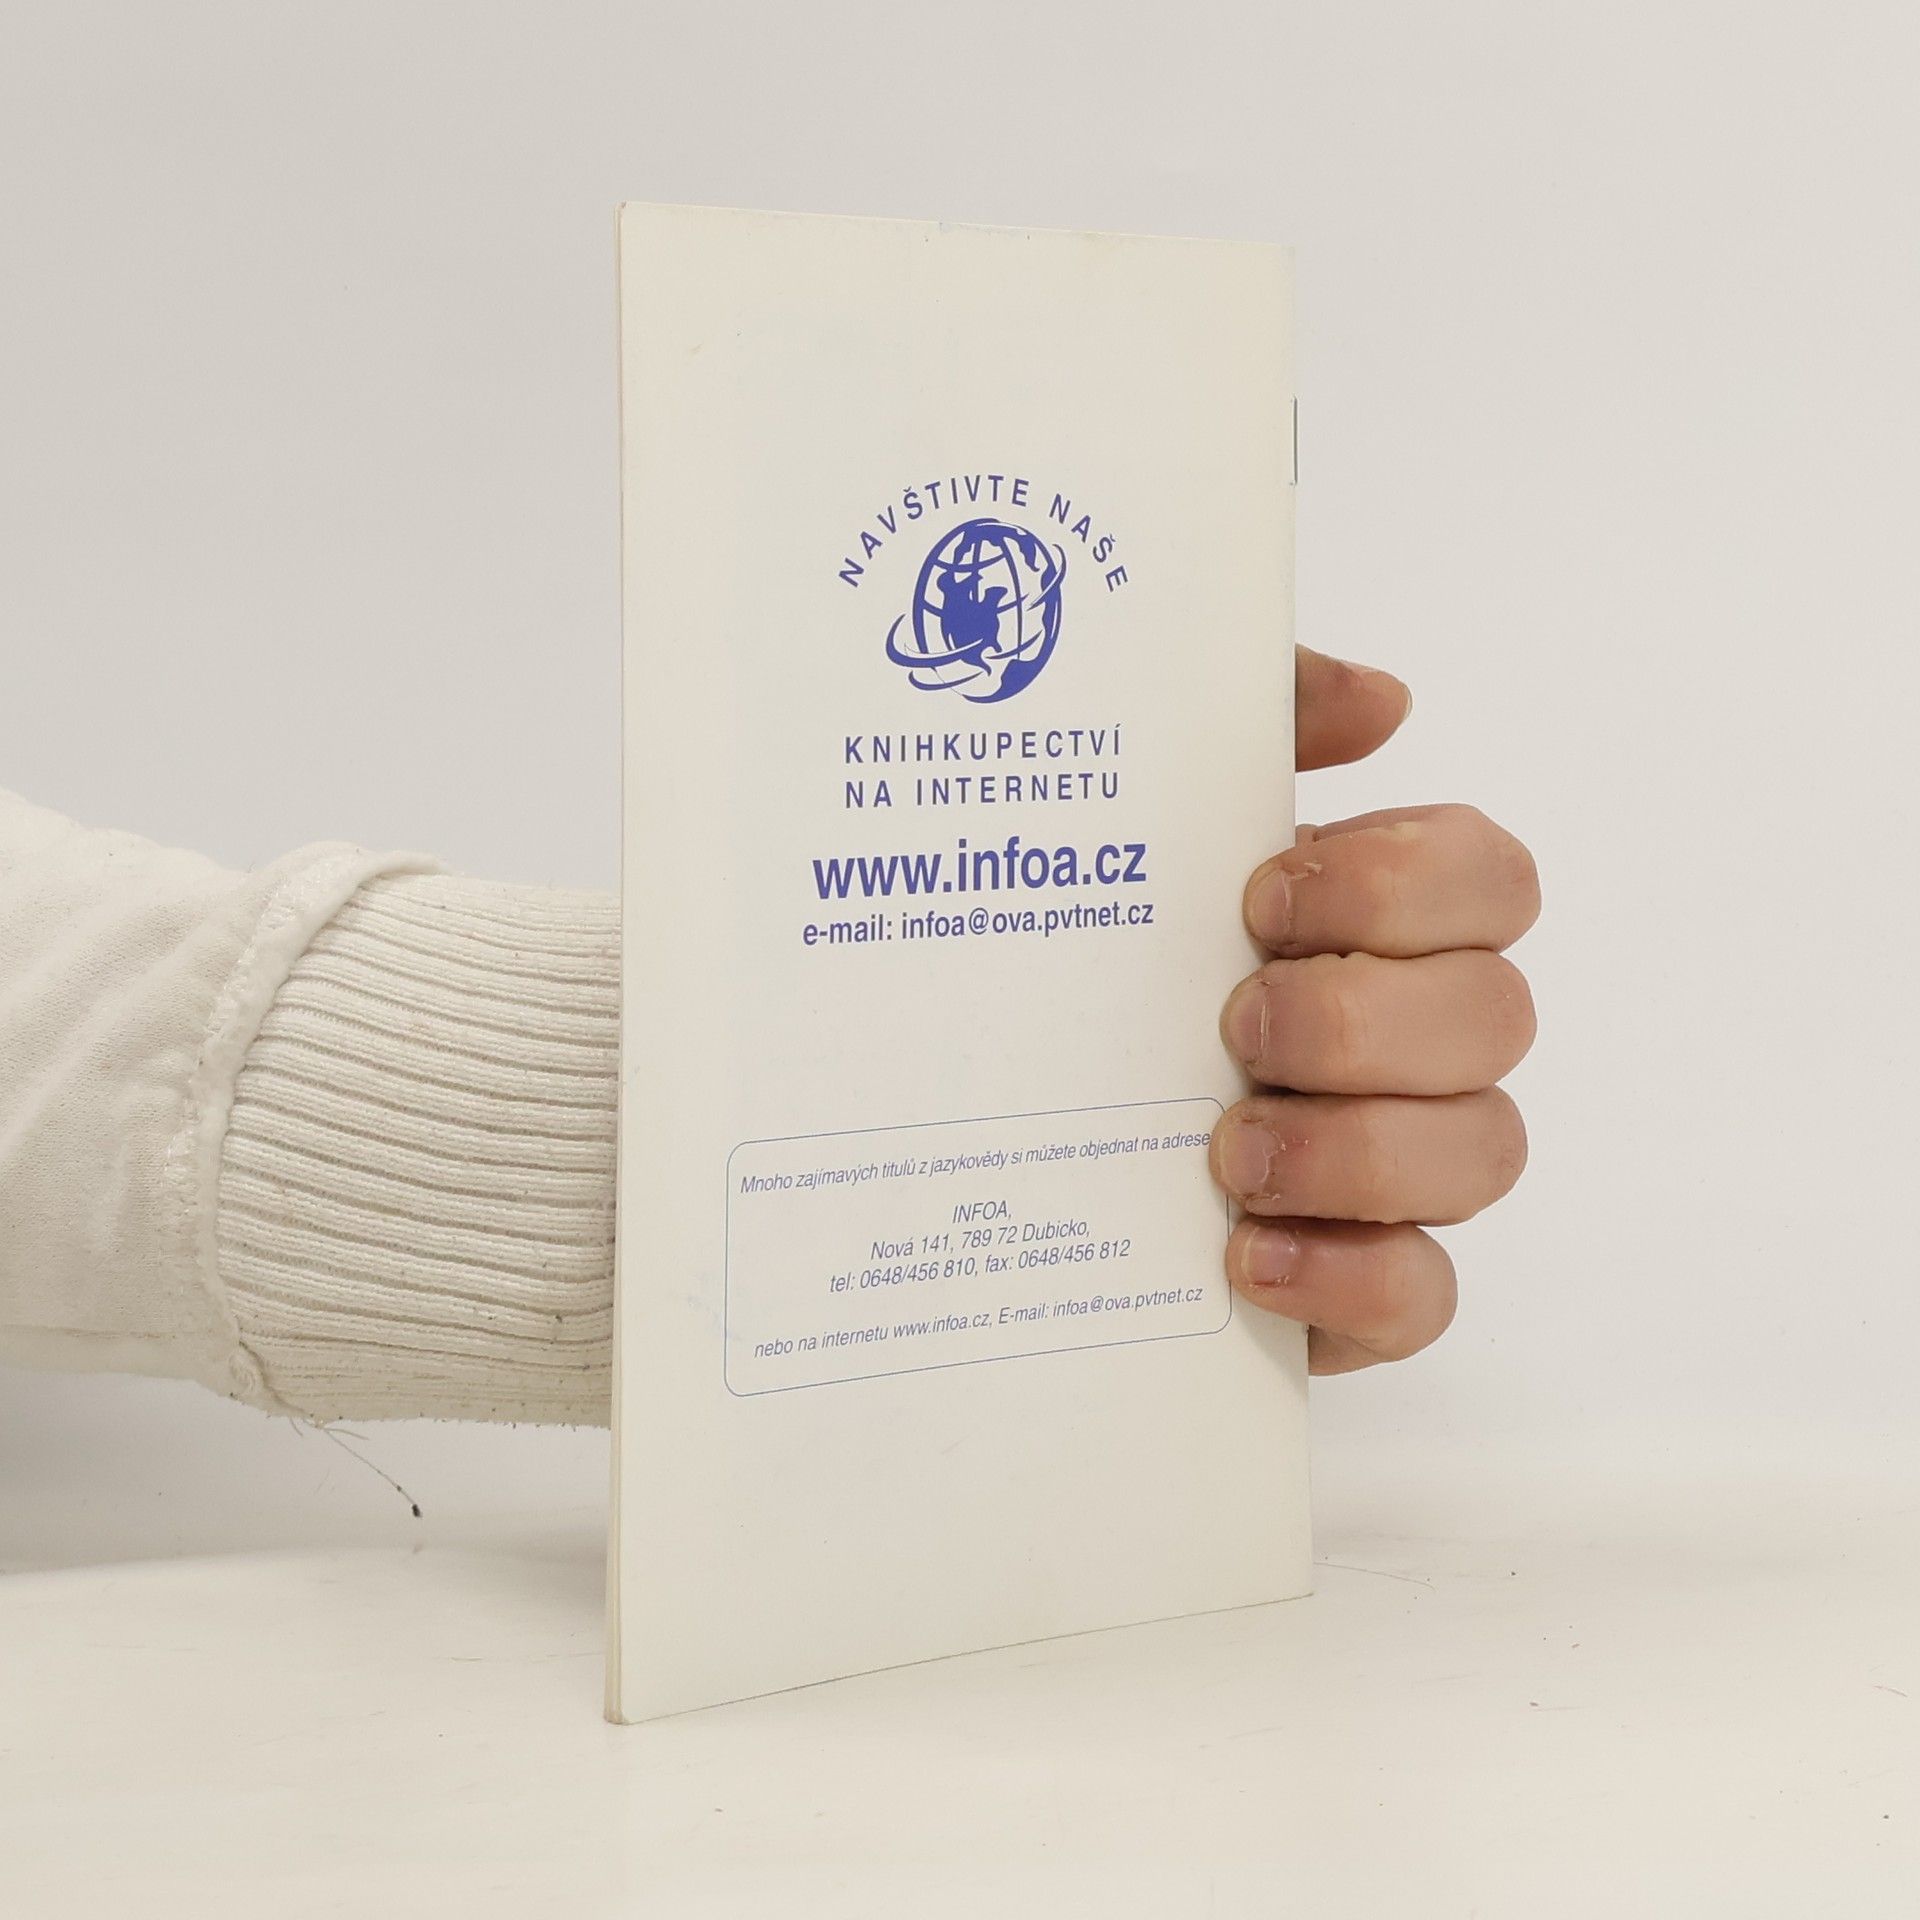 NAVŠTIVTE NAŠE
KNIHKUPECTVÍ
NA INTERNETU
www.infoa.cz
e-mail: infoa@ova.pvtnet.cz
Mnoho zajímavých titulů z jazykovědy si můžete objednat na adrese
INFOA,
Nová 141, 789 72 Dubicko,
tel: 0648/456 810, fax: 0648/456 812
nebo na internetu www.infoa.cz, E-mail: infoa@ova.pvtnet.cz